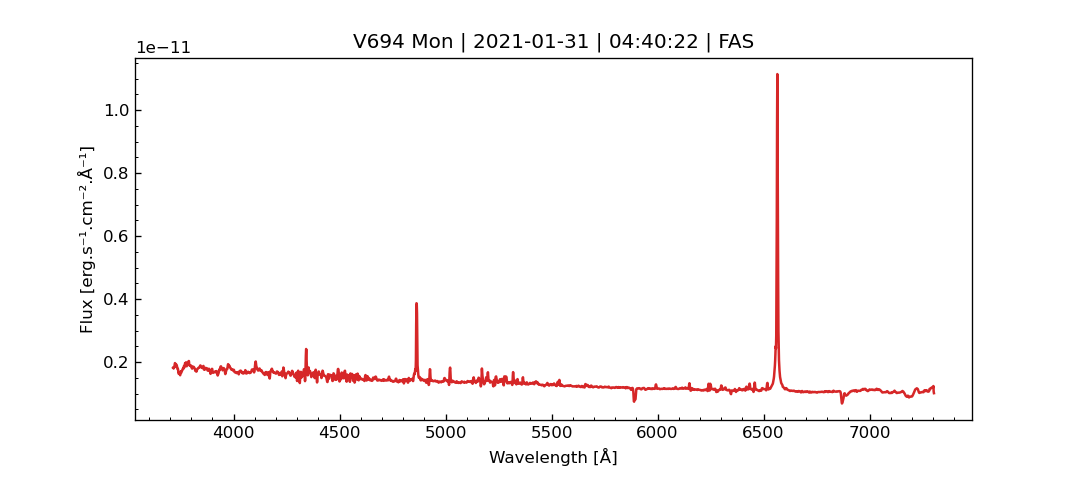 V694 Mon | 2021-01-31 | 04:40:22 | FAS
1e−11
1.0
0.8
0.6
0.4
0.2
Flux [erg.s⁻¹.cm⁻².Å⁻¹]
4000 4500 5000 5500 6000 6500 7000
Wavelength [Å]